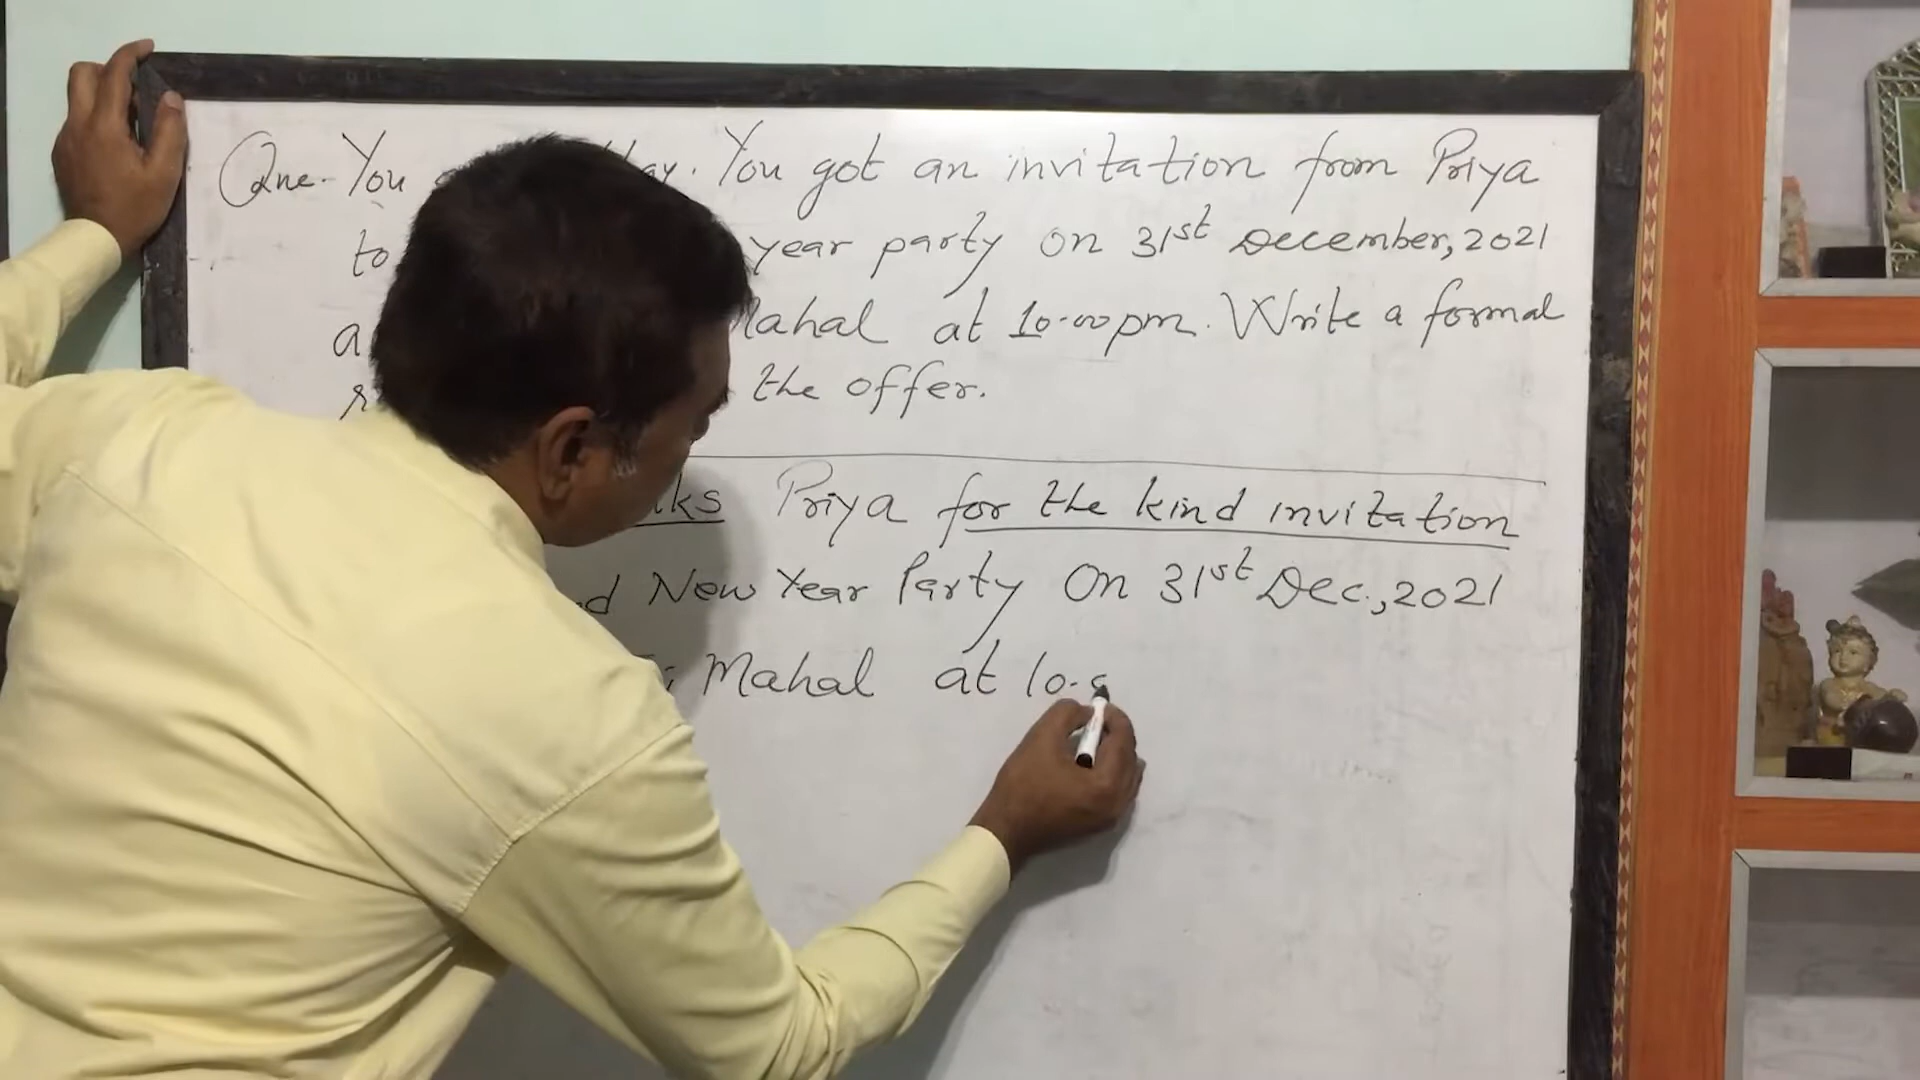 Que. You You got an invitation from Priya
to year party on 31st December, 2021
Mahal at 10.00pm. Write a formal
the offer.
Priya for the kind invitation
New Year Party On 31st Dec., 2021
Mahal at 10.